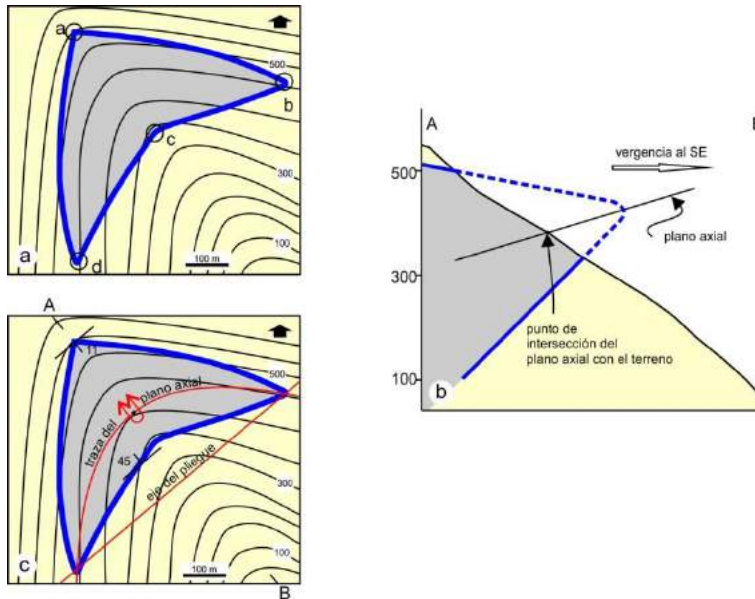 a
b
c
d
500
300
100
100 m
a
A
11
500
traza del
plano axial
45
eje del pliegue
300
100
100 m
c
B
A
500
vergencia al SE
plano axial
300
punto de
intersección del
plano axial con el terreno
100
b